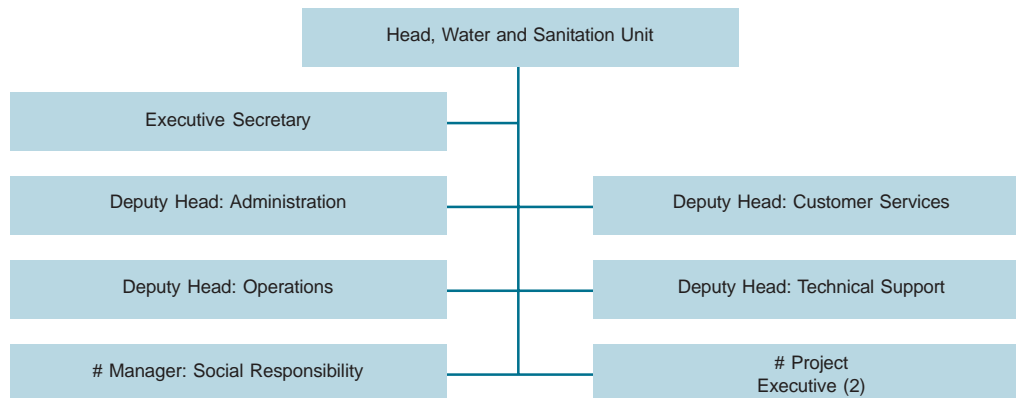 Head, Water and Sanitation Unit
Executive Secretary
Deputy Head: Administration
Deputy Head: Customer Services
Deputy Head: Operations
Deputy Head: Technical Support
# Manager: Social Responsibility
# Project
Executive (2)